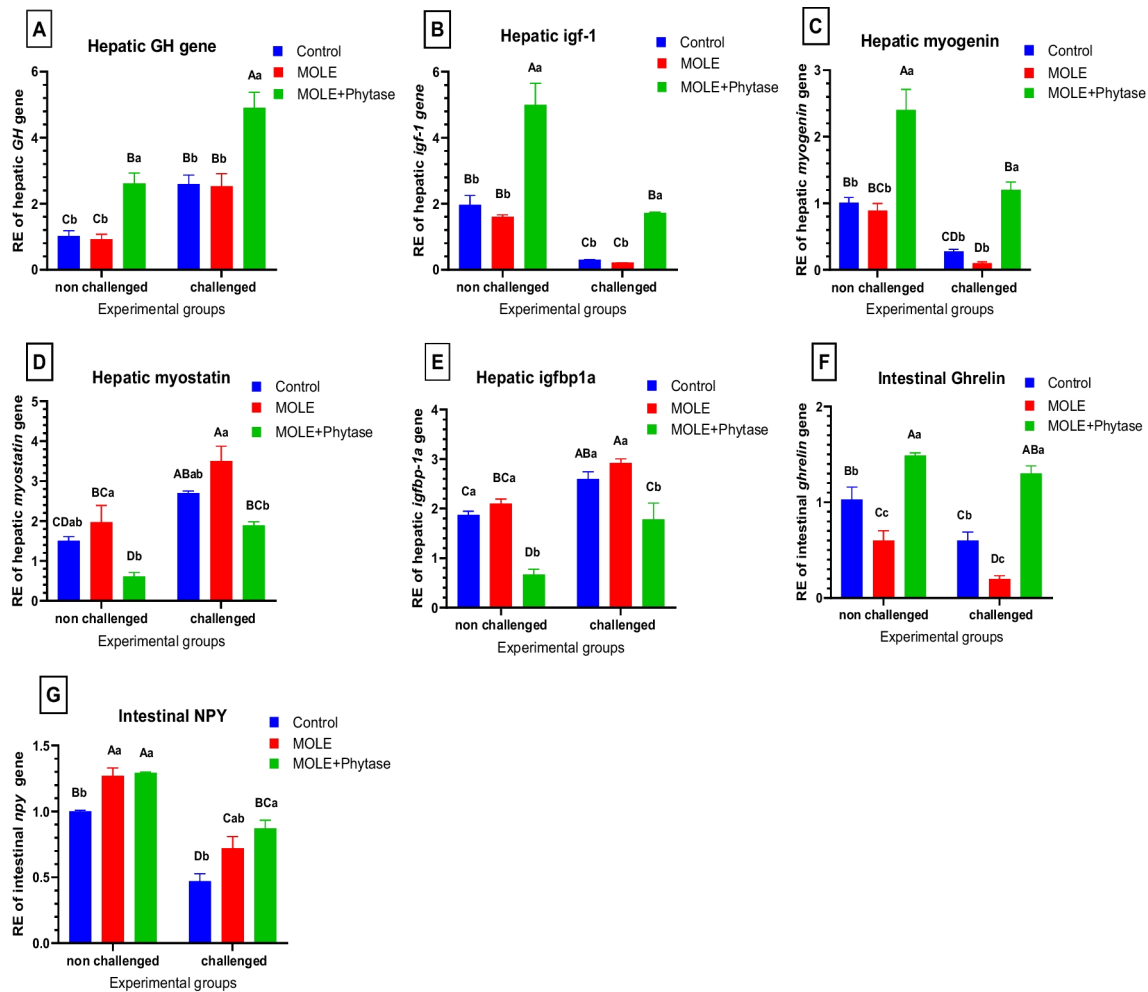 A
Hepatic GH gene
Control
MOLE
MOLE+Phytase
RE of hepatic GH gene
6
4
2
0
Cb
Cb
Ba
Bb
Bb
Aa
non challenged
challenged
Experimental groups
B
Hepatic igf-1
Control
MOLE
MOLE+Phytase
RE of hepatic igf-1 gene
6
4
2
0
Bb
Bb
Aa
Cb
Cb
Ba
non challenged
challenged
Experimental groups
C
Hepatic myogenin
Control
MOLE
MOLE+Phytase
RE of hepatic myogenin gene
3
2
1
0
Bb
BCb
Aa
CDb
Db
Ba
non challenged
challenged
Experimental groups
D
Hepatic myostatin
Control
MOLE
MOLE+Phytase
RE of hepatic myostatin gene
5
4
3
2
1
0
CDab
BCa
Db
ABab
Aa
BCb
non challenged
challenged
Experimental groups
E
Hepatic igfbp1a
Control
MOLE
MOLE+Phytase
RE of hepatic igfbp-1a gene
4
3
2
1
0
Ca
BCa
Db
ABa
Aa
Cb
non challenged
challenged
Experimental groups
F
Intestinal Ghrelin
Control
MOLE
MOLE+Phytase
RE of intestinal ghrelin gene
2
1
0
Bb
Cc
Aa
Cb
Dc
ABa
non challenged
challenged
Experimental groups
G
Intestinal NPY
Control
MOLE
MOLE+Phytase
RE of intestinal npy gene
1.5
1.0
0.5
0.0
Bb
Aa
Aa
Db
Cab
BCa
non challenged
challenged
Experimental groups